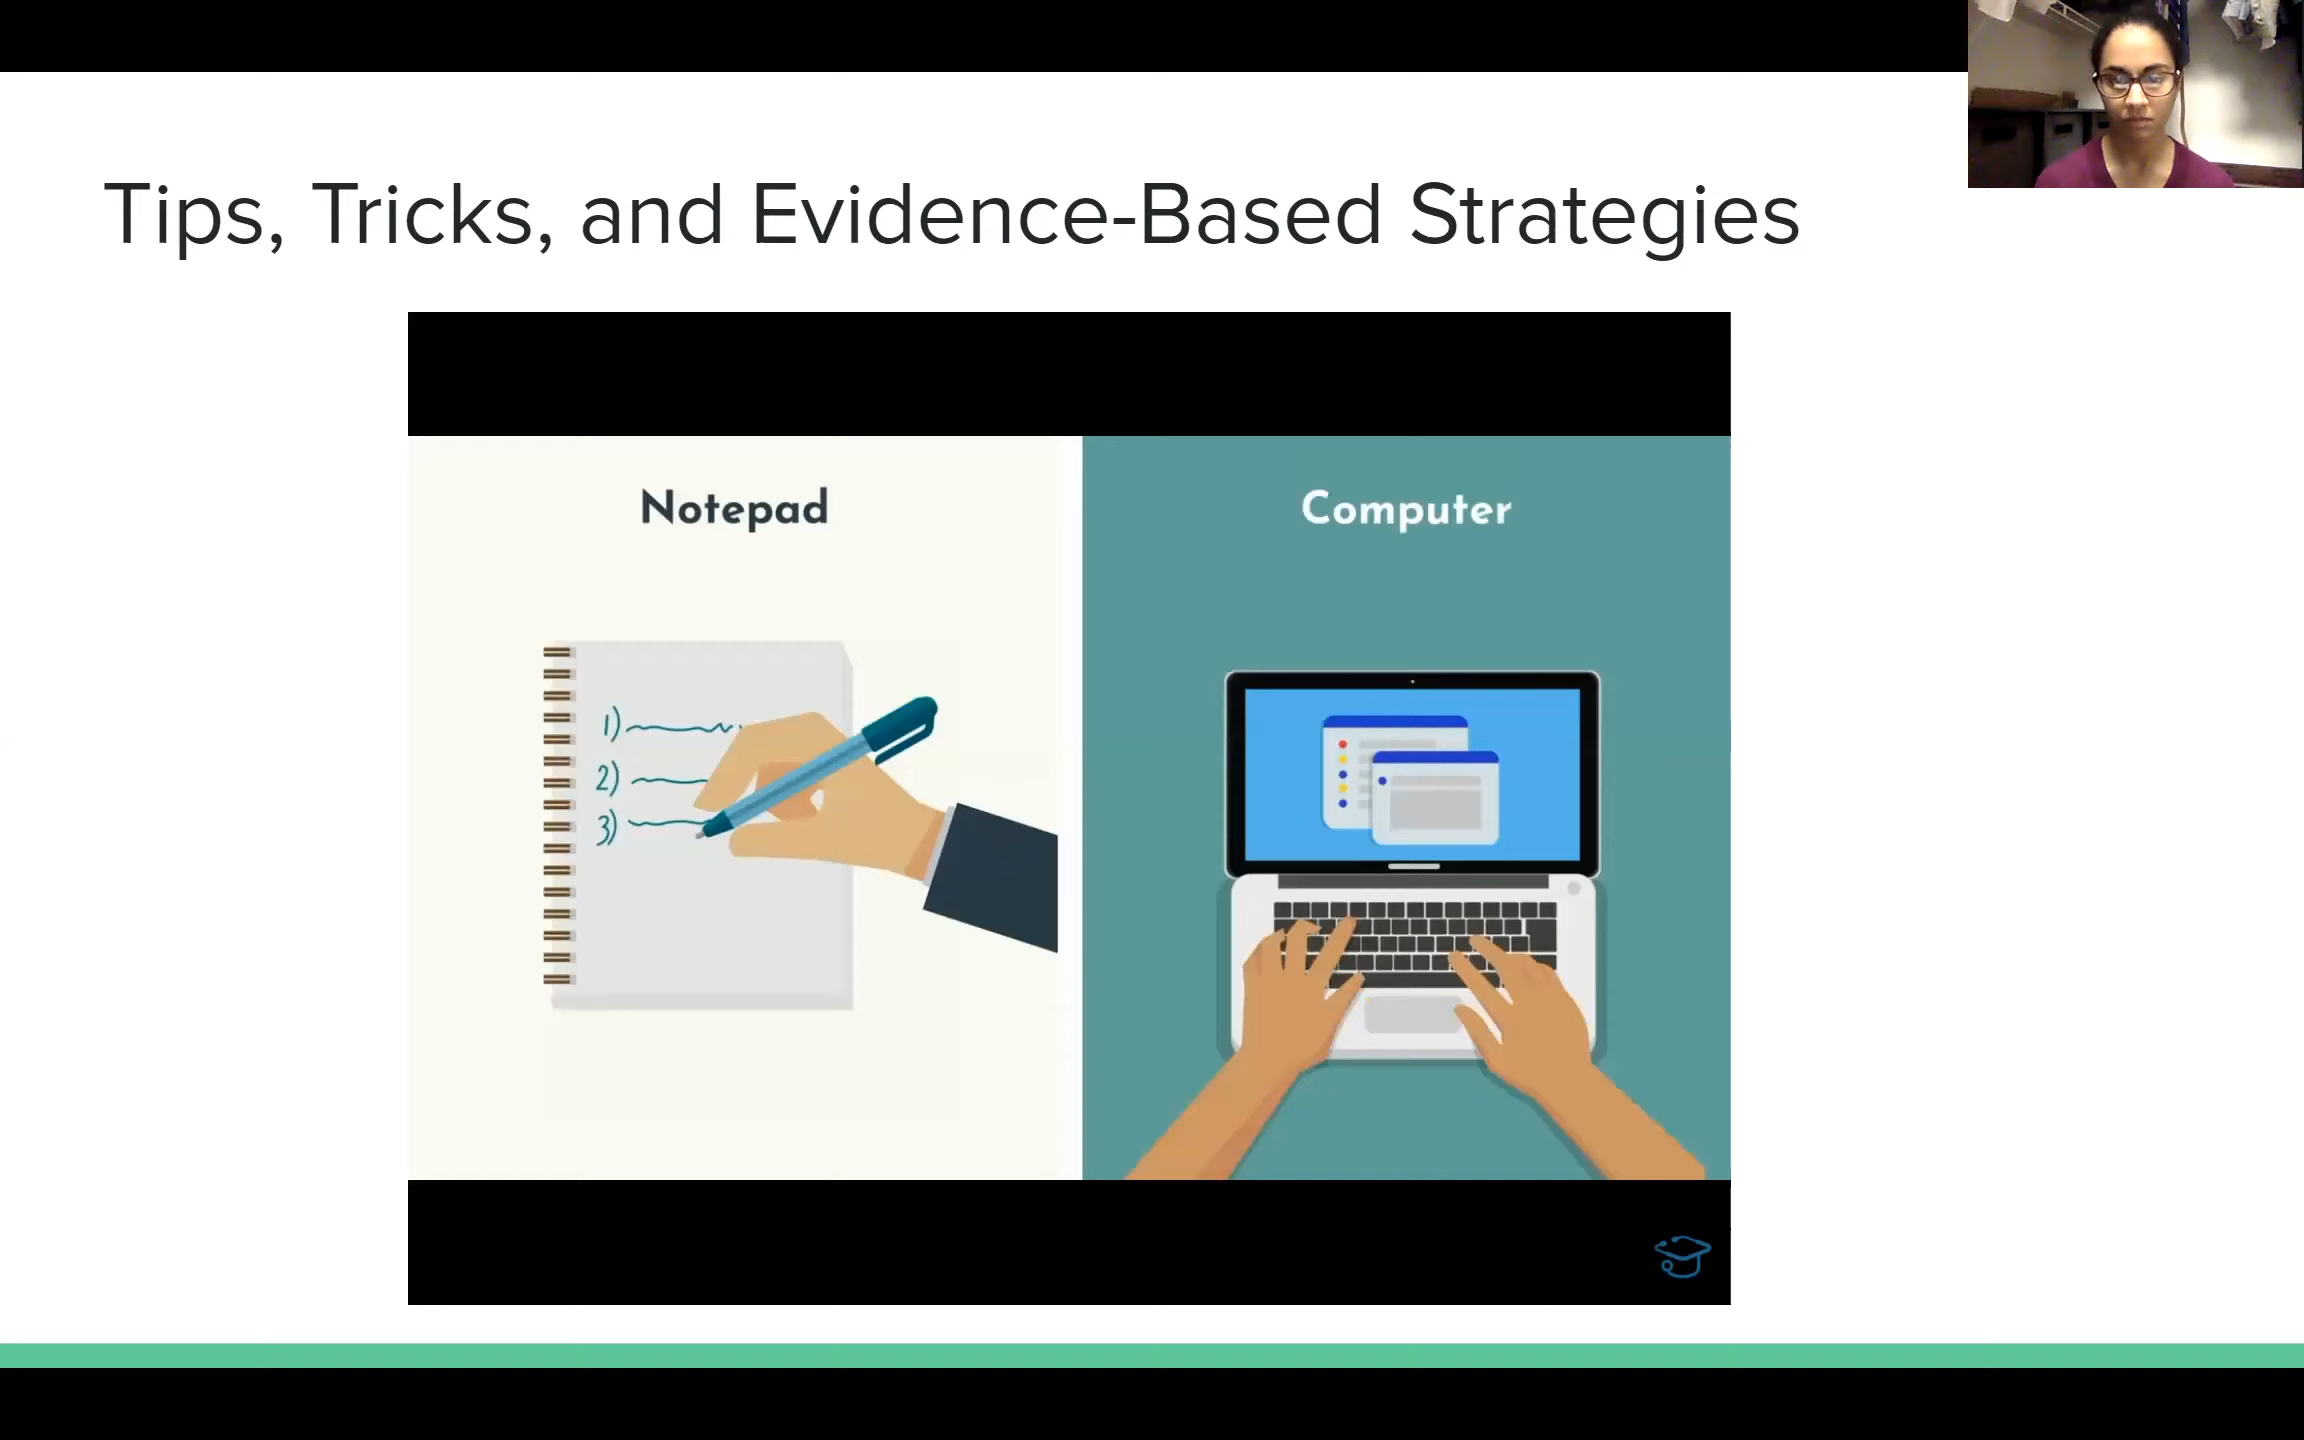 Tips, Tricks, and Evidence-Based Strategies
Notepad
Computer
1)
2)
3)